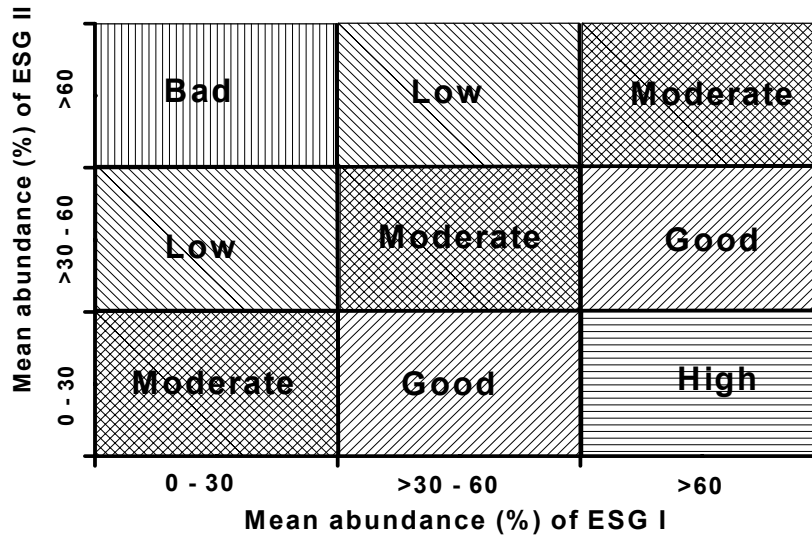 Mean abundance (%) of ESG II
>60
Bad
Low
Moderate
>30 - 60
Low
Moderate
Good
0 - 30
Moderate
Good
High
0 - 30
>30 - 60
>60
Mean abundance (%) of ESG I